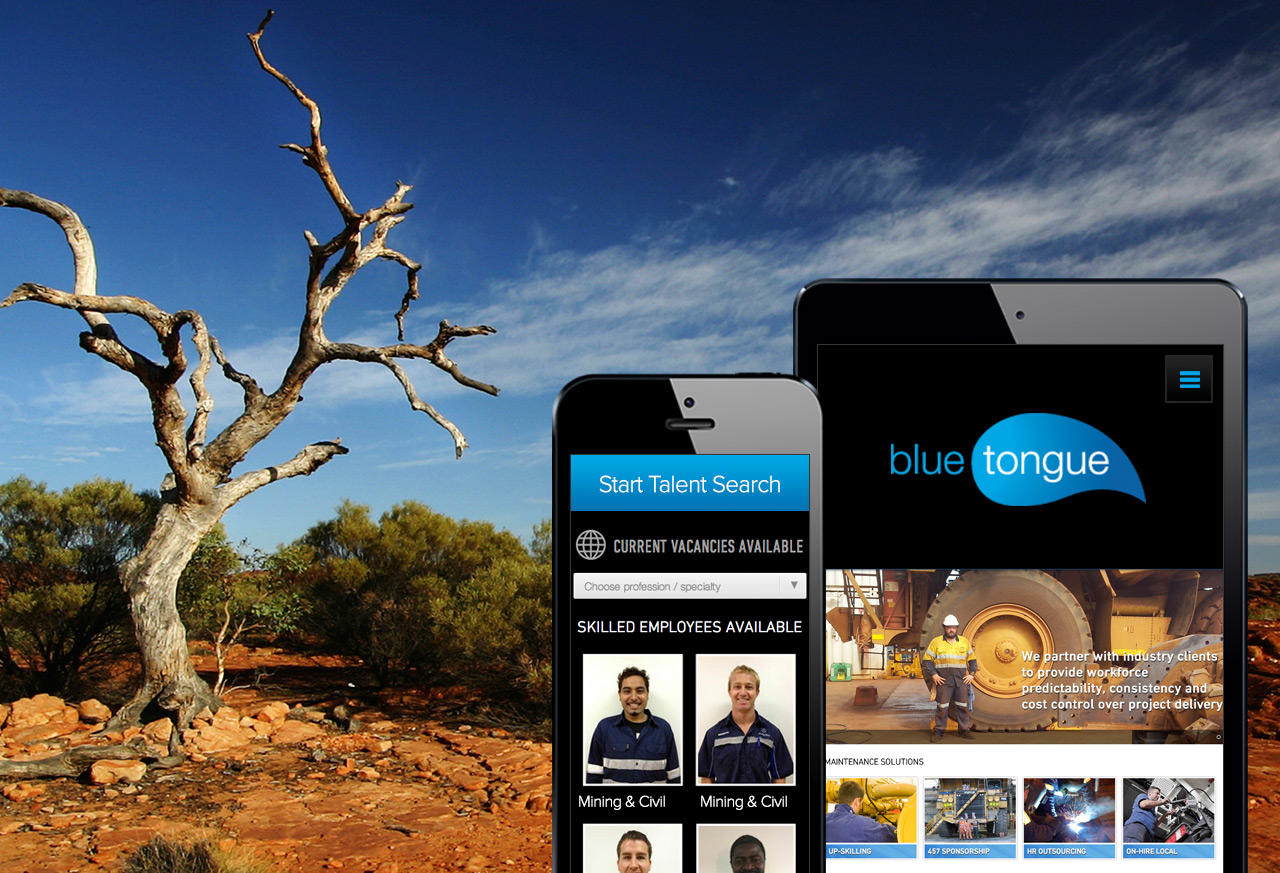 Start Talent Search
CURRENT VACANCIES AVAILABLE
Choose profession / specialty
SKILLED EMPLOYEES AVAILABLE
Mining & Civil
Mining & Civil
blue tongue
We partner with industry clients
to provide workforce
predictability, consistency and
cost control over project delivery
MAINTENANCE SOLUTIONS
UP-SKILLING
457 SPONSORSHIP
HR OUTSOURCING
ON-HIRE LOCAL